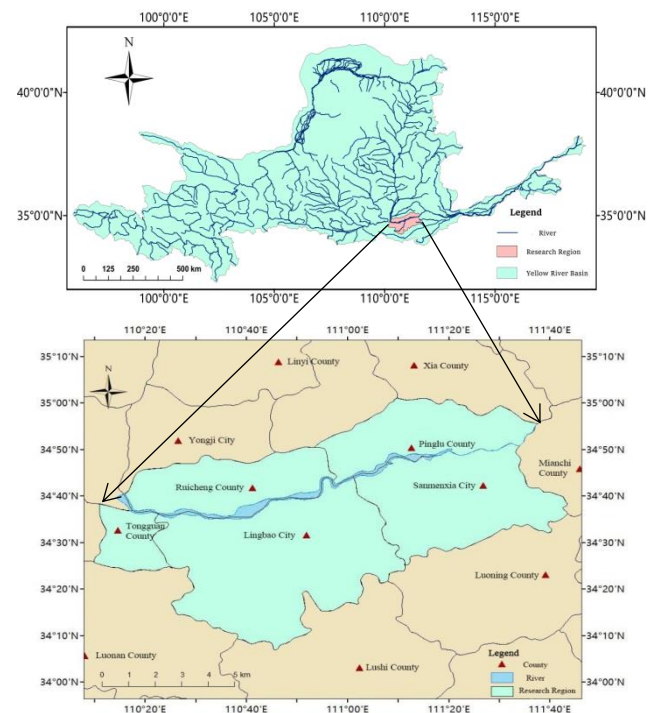 100°0'0"E 105°0'0"E 110°0'0"E 115°0'0"E
N
40°0'0"N 40°0'0"N
35°0'0"N 35°0'0"N
Legend
River
Research Region
Yellow River Basin
0 125 250 500 km
100°0'0"E 105°0'0"E 110°0'0"E 115°0'0"E
110°20'E 110°40'E 111°00'E 111°20'E 111°40'E
35°10'N 35°10'N
N
Linyi County
Xia County
35°00'N 35°00'N
Yongji City
Pinglu County
34°50'N 34°50'N
Mianchi
County
Ruicheng County
Sanmenxia City
34°40'N 34°40'N
Tongguan
County
Lingbao City
34°30'N 34°30'N
Luoning County
34°20'N 34°20'N
34°10'N 34°10'N
Luonan County
Lushi County
Legend
County
River
Research Region
34°00'N 34°00'N
0 1 2 3 4 5 km
110°20'E 110°40'E 111°00'E 111°20'E 111°40'E